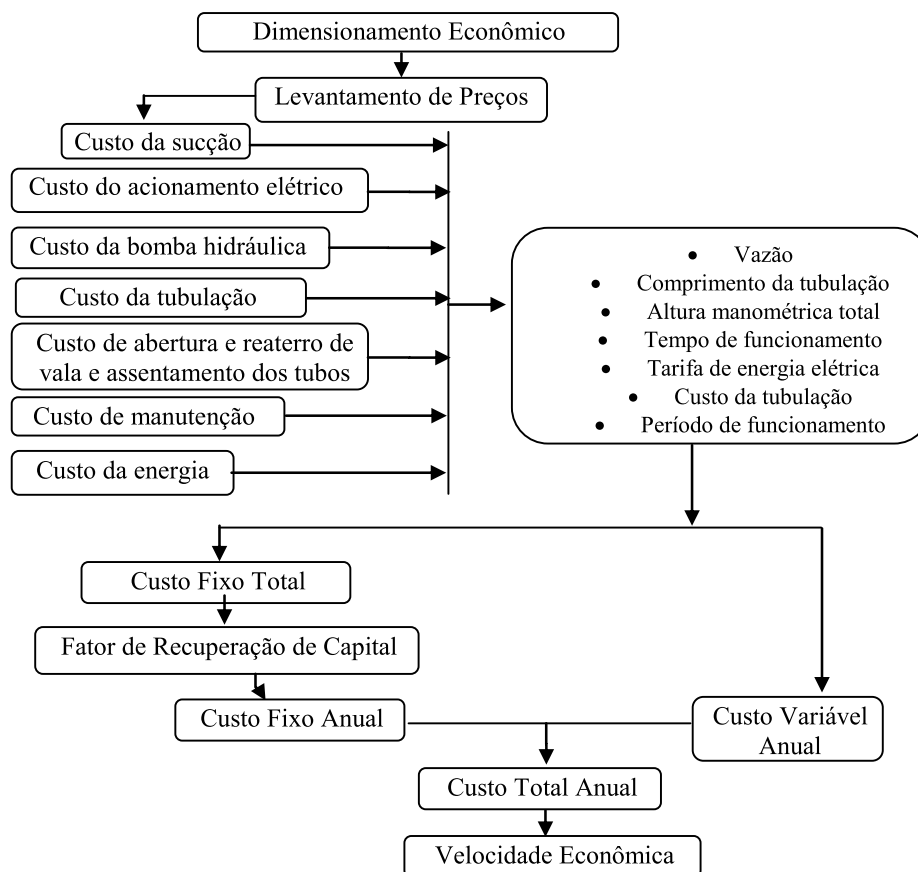 Dimensionamento Econômico
Levantamento de Preços
Custo da sucção
Custo do acionamento elétrico
Custo da bomba hidráulica
Custo da tubulação
Custo de abertura e reaterro de
vala e assentamento dos tubos
Custo de manutenção
Custo da energia
• Vazão
• Comprimento da tubulação
• Altura manométrica total
• Tempo de funcionamento
• Tarifa de energia elétrica
• Custo da tubulação
• Período de funcionamento
Custo Fixo Total
Fator de Recuperação de Capital
Custo Fixo Anual
Custo Variável
Anual
Custo Total Anual
Velocidade Econômica